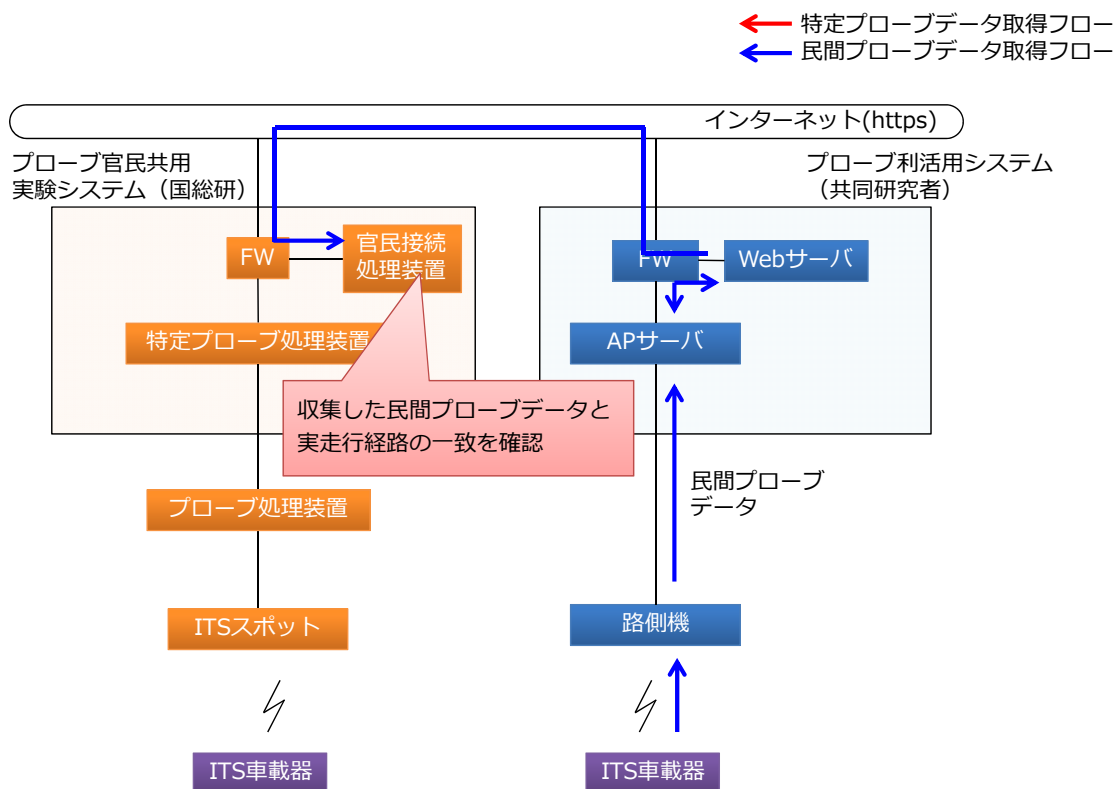 特定プローブデータ取得フロー
民間プローブデータ取得フロー
インターネット(https)
プローブ官民共用
実験システム（国総研）
プローブ利活用システム
（共同研究者）
FW
官民接続
処理装置
FW
Webサーバ
特定プローブ処理装置
APサーバ
収集した民間プローブデータと
実走行経路の一致を確認
民間プローブ
データ
プローブ処理装置
ITSスポット
路側機
ITS車載器
ITS車載器